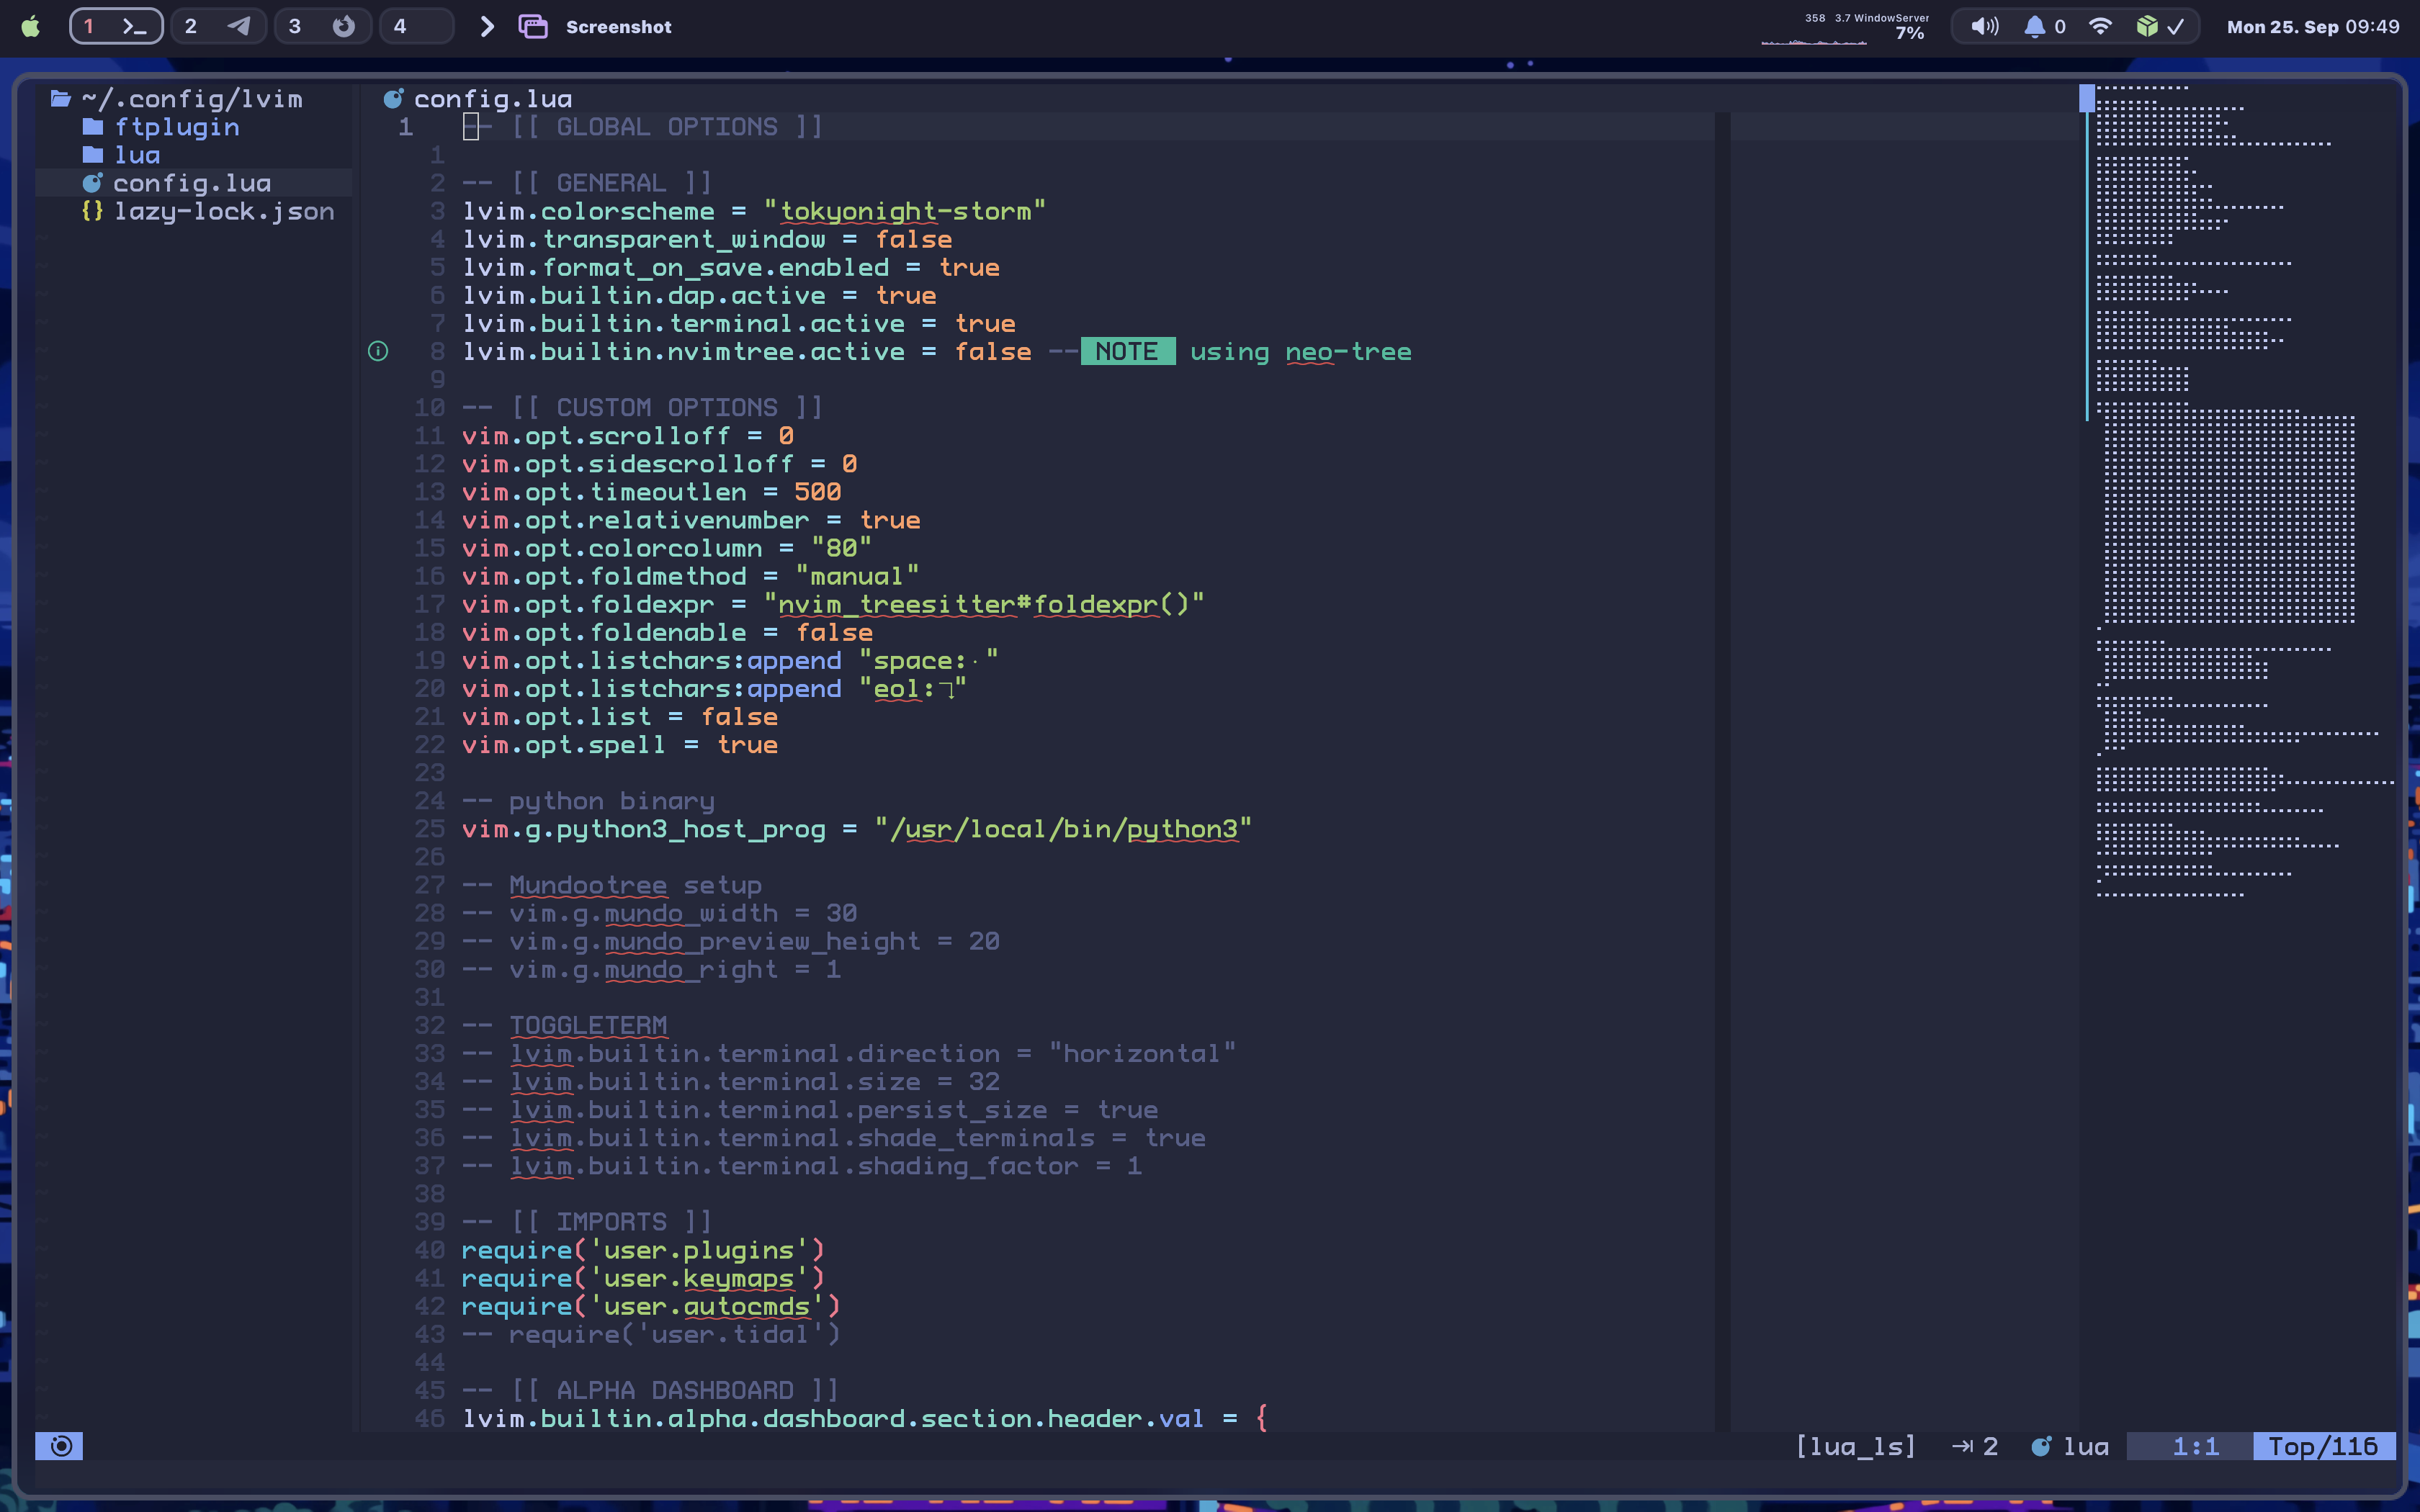 1 2 3 4 Screenshot 358 3.7 WindowServer 7% 0 Mon 25. Sep 09:49
~/.config/lvim
ftplugin
lua
config.lua
lazy-lock.json
config.lua
1 -- [[ GLOBAL OPTIONS ]]
1
2 -- [[ GENERAL ]]
3 lvim.colorscheme = "tokyonight-storm"
4 lvim.transparent_window = false
5 lvim.format_on_save.enabled = true
6 lvim.builtin.dap.active = true
7 lvim.builtin.terminal.active = true
8 lvim.builtin.nvimtree.active = false -- NOTE using neo-tree
9
10 -- [[ CUSTOM OPTIONS ]]
11 vim.opt.scrolloff = 0
12 vim.opt.sidescrolloff = 0
13 vim.opt.timeoutlen = 500
14 vim.opt.relativenumber = true
15 vim.opt.colorcolumn = "80"
16 vim.opt.foldmethod = "manual"
17 vim.opt.foldexpr = "nvim_treesitter#foldexpr()"
18 vim.opt.foldenable = false
19 vim.opt.listchars:append "space:⋅"
20 vim.opt.listchars:append "eol:↴"
21 vim.opt.list = false
22 vim.opt.spell = true
23
24 -- python binary
25 vim.g.python3_host_prog = "/usr/local/bin/python3"
26
27 -- Mundootree setup
28 -- vim.g.mundo_width = 30
29 -- vim.g.mundo_preview_height = 20
30 -- vim.g.mundo_right = 1
31
32 -- TOGGLETERM
33 -- lvim.builtin.terminal.direction = "horizontal"
34 -- lvim.builtin.terminal.size = 32
35 -- lvim.builtin.terminal.persist_size = true
36 -- lvim.builtin.terminal.shade_terminals = true
37 -- lvim.builtin.terminal.shading_factor = 1
38
39 -- [[ IMPORTS ]]
40 require('user.plugins')
41 require('user.keymaps')
42 require('user.autocmds')
43 -- require('user.tidal')
44
45 -- [[ ALPHA DASHBOARD ]]
46 lvim.builtin.alpha.dashboard.section.header.val = {
[lua_ls] 2 lua 1:1 Top/116